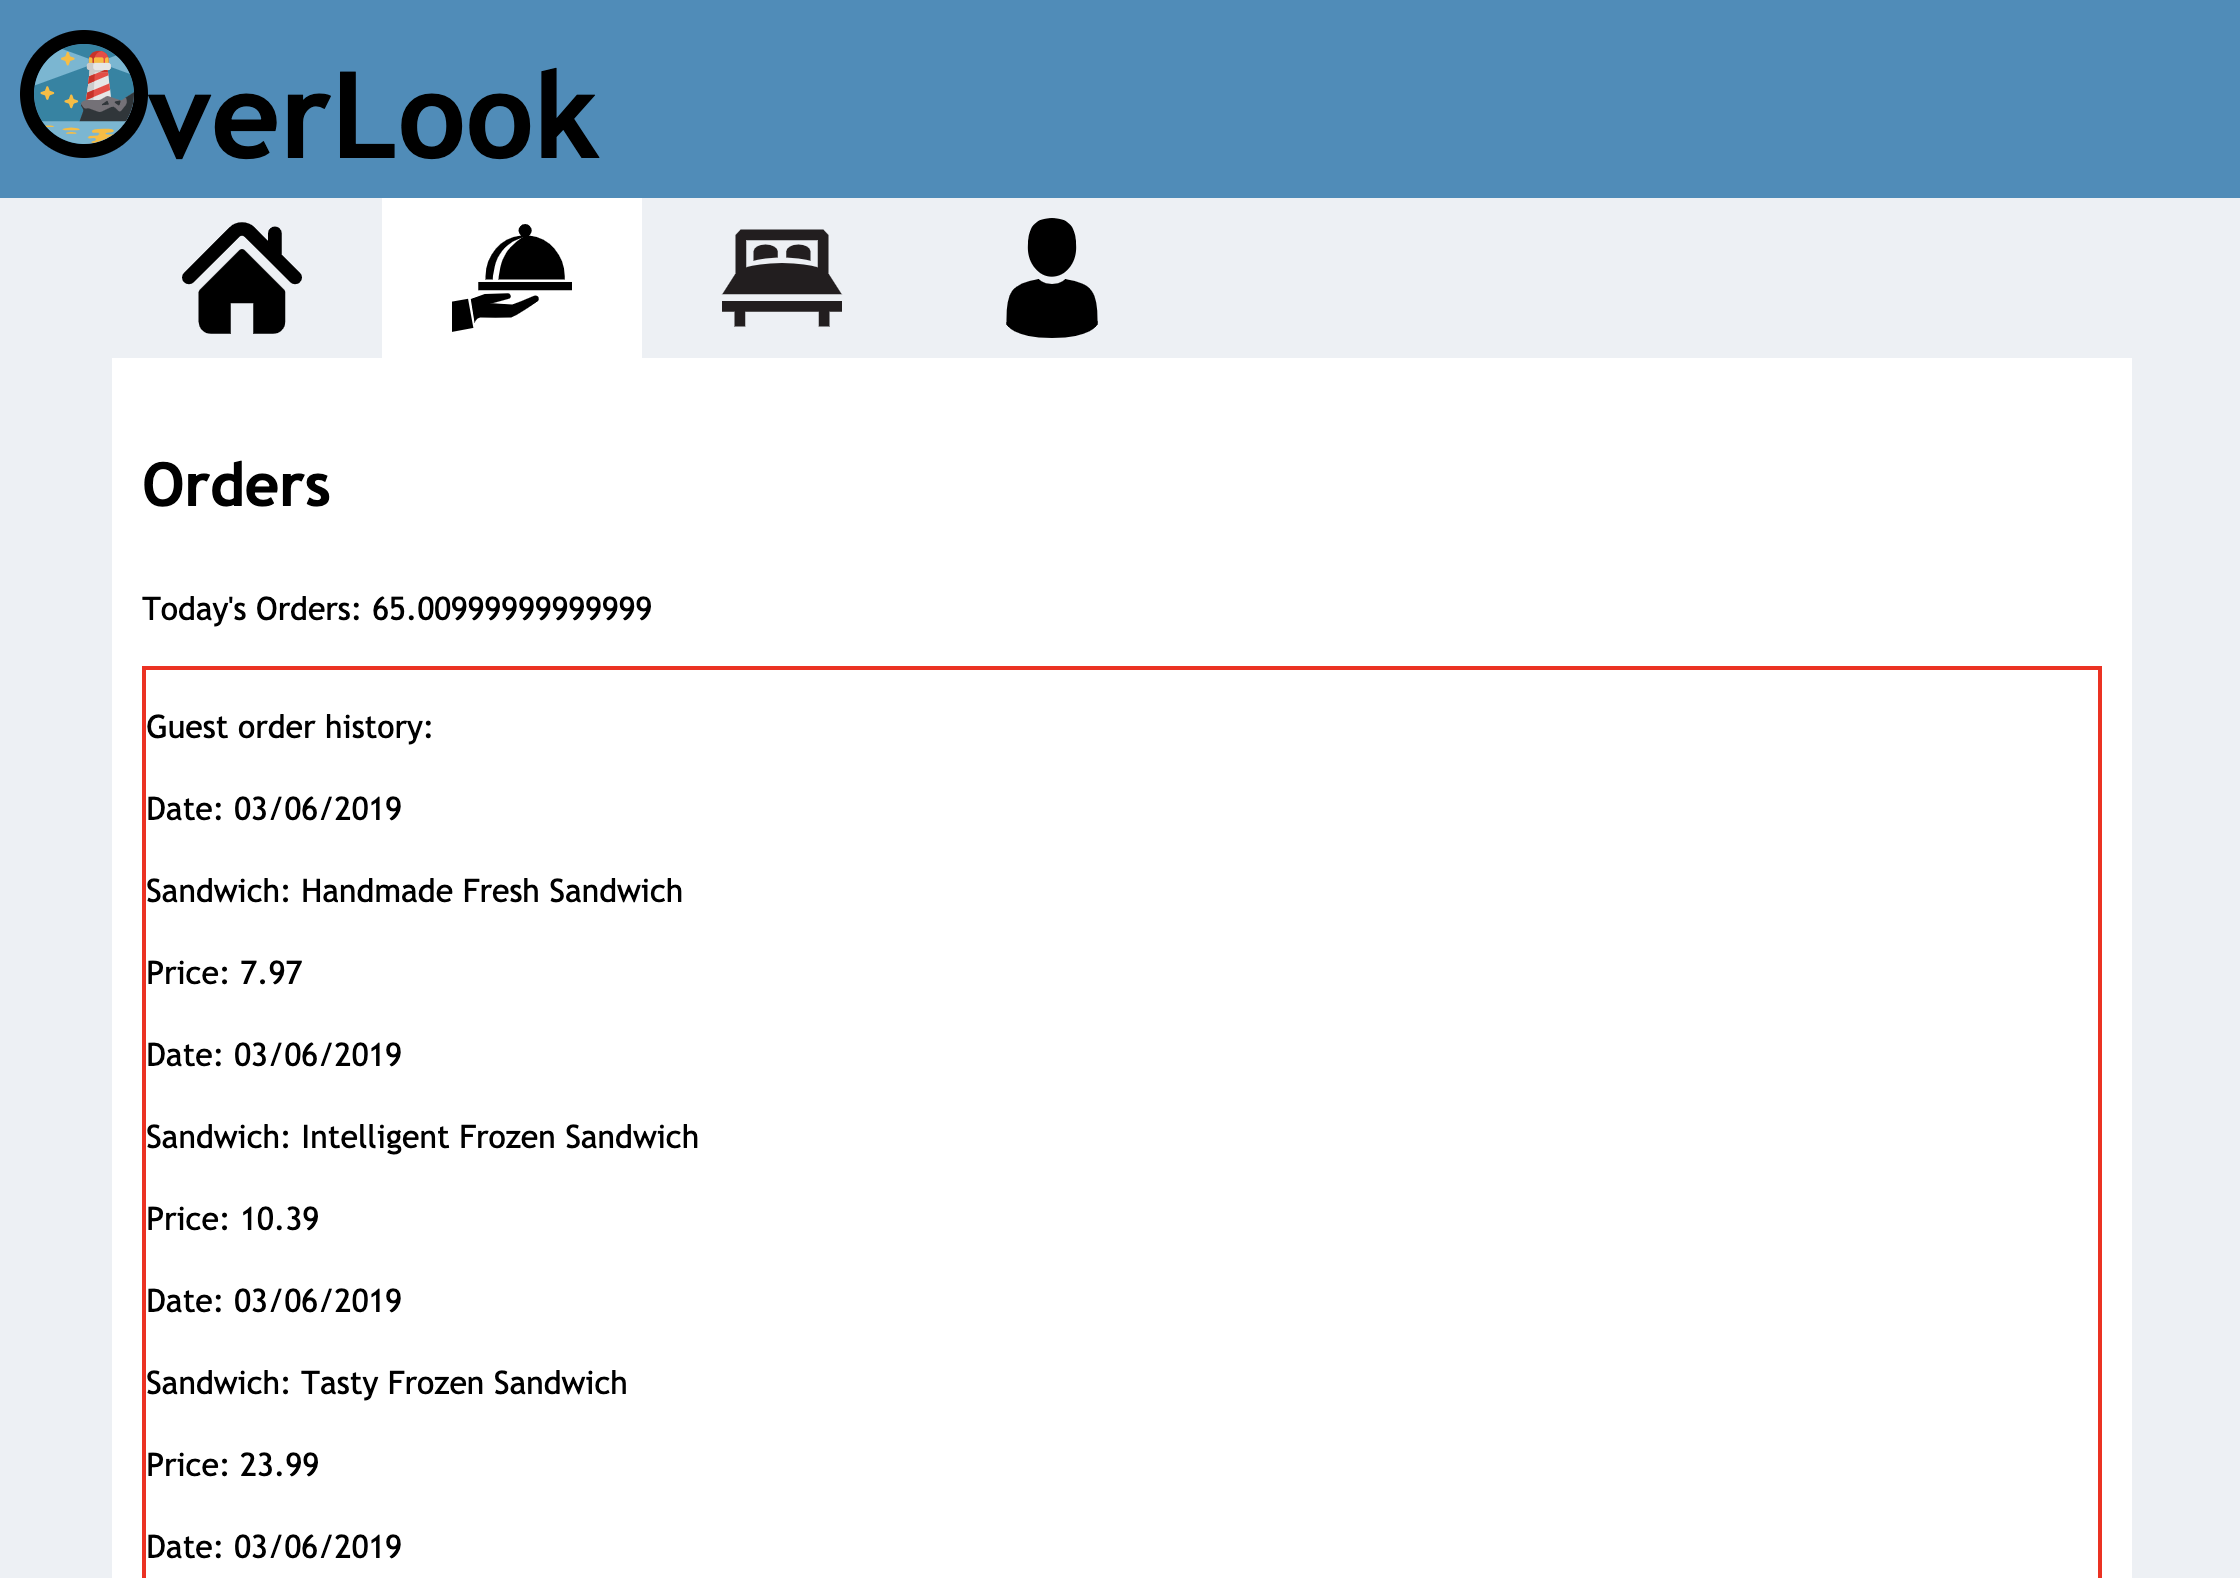 OverLook
Orders
Today's Orders: 65.00999999999999
Guest order history:
Date: 03/06/2019
Sandwich: Handmade Fresh Sandwich
Price: 7.97
Date: 03/06/2019
Sandwich: Intelligent Frozen Sandwich
Price: 10.39
Date: 03/06/2019
Sandwich: Tasty Frozen Sandwich
Price: 23.99
Date: 03/06/2019